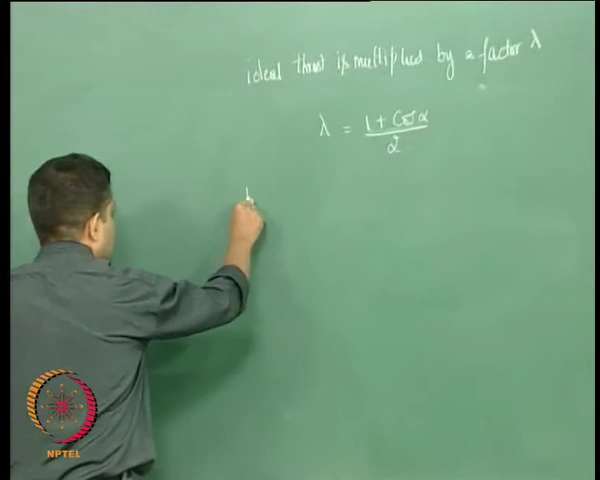 ideal thrust is multiplied by a factor λ
λ = (1 + Cos α) / 2
NPTEL